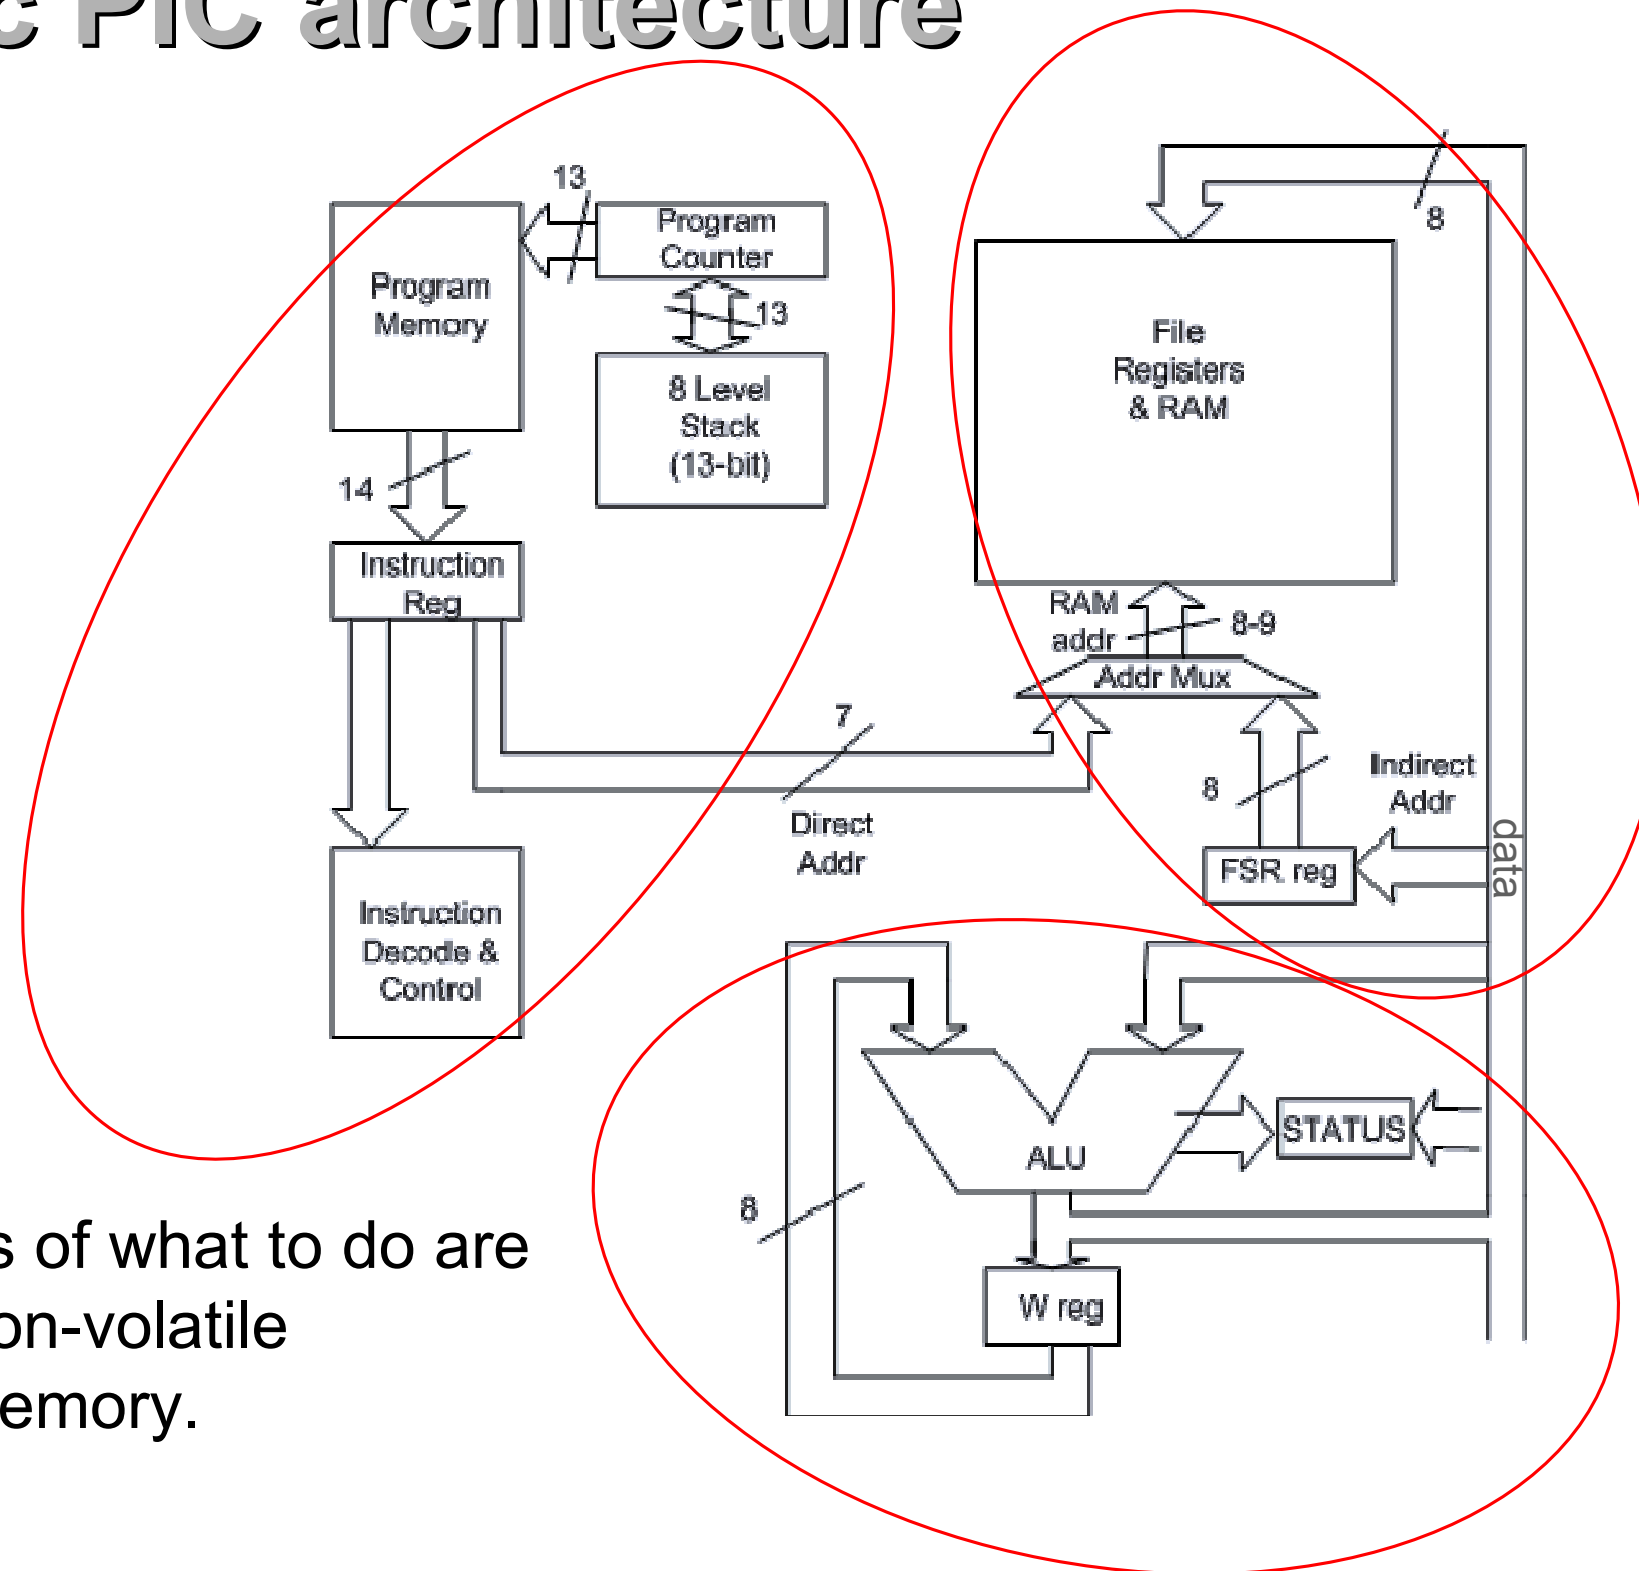 c PIC architecture
13
Program
Counter
Program
Memory
13
8 Level
Stack
(13-bit)
14
Instruction
Reg
8
File
Registers
& RAM
RAM
addr
8-9
Addr Mux
7
Direct
Addr
8
Indirect
Addr
FSR reg
data
Instruction
Decode &
Control
ALU
STATUS
8
W reg
s of what to do are
on-volatile
emory.